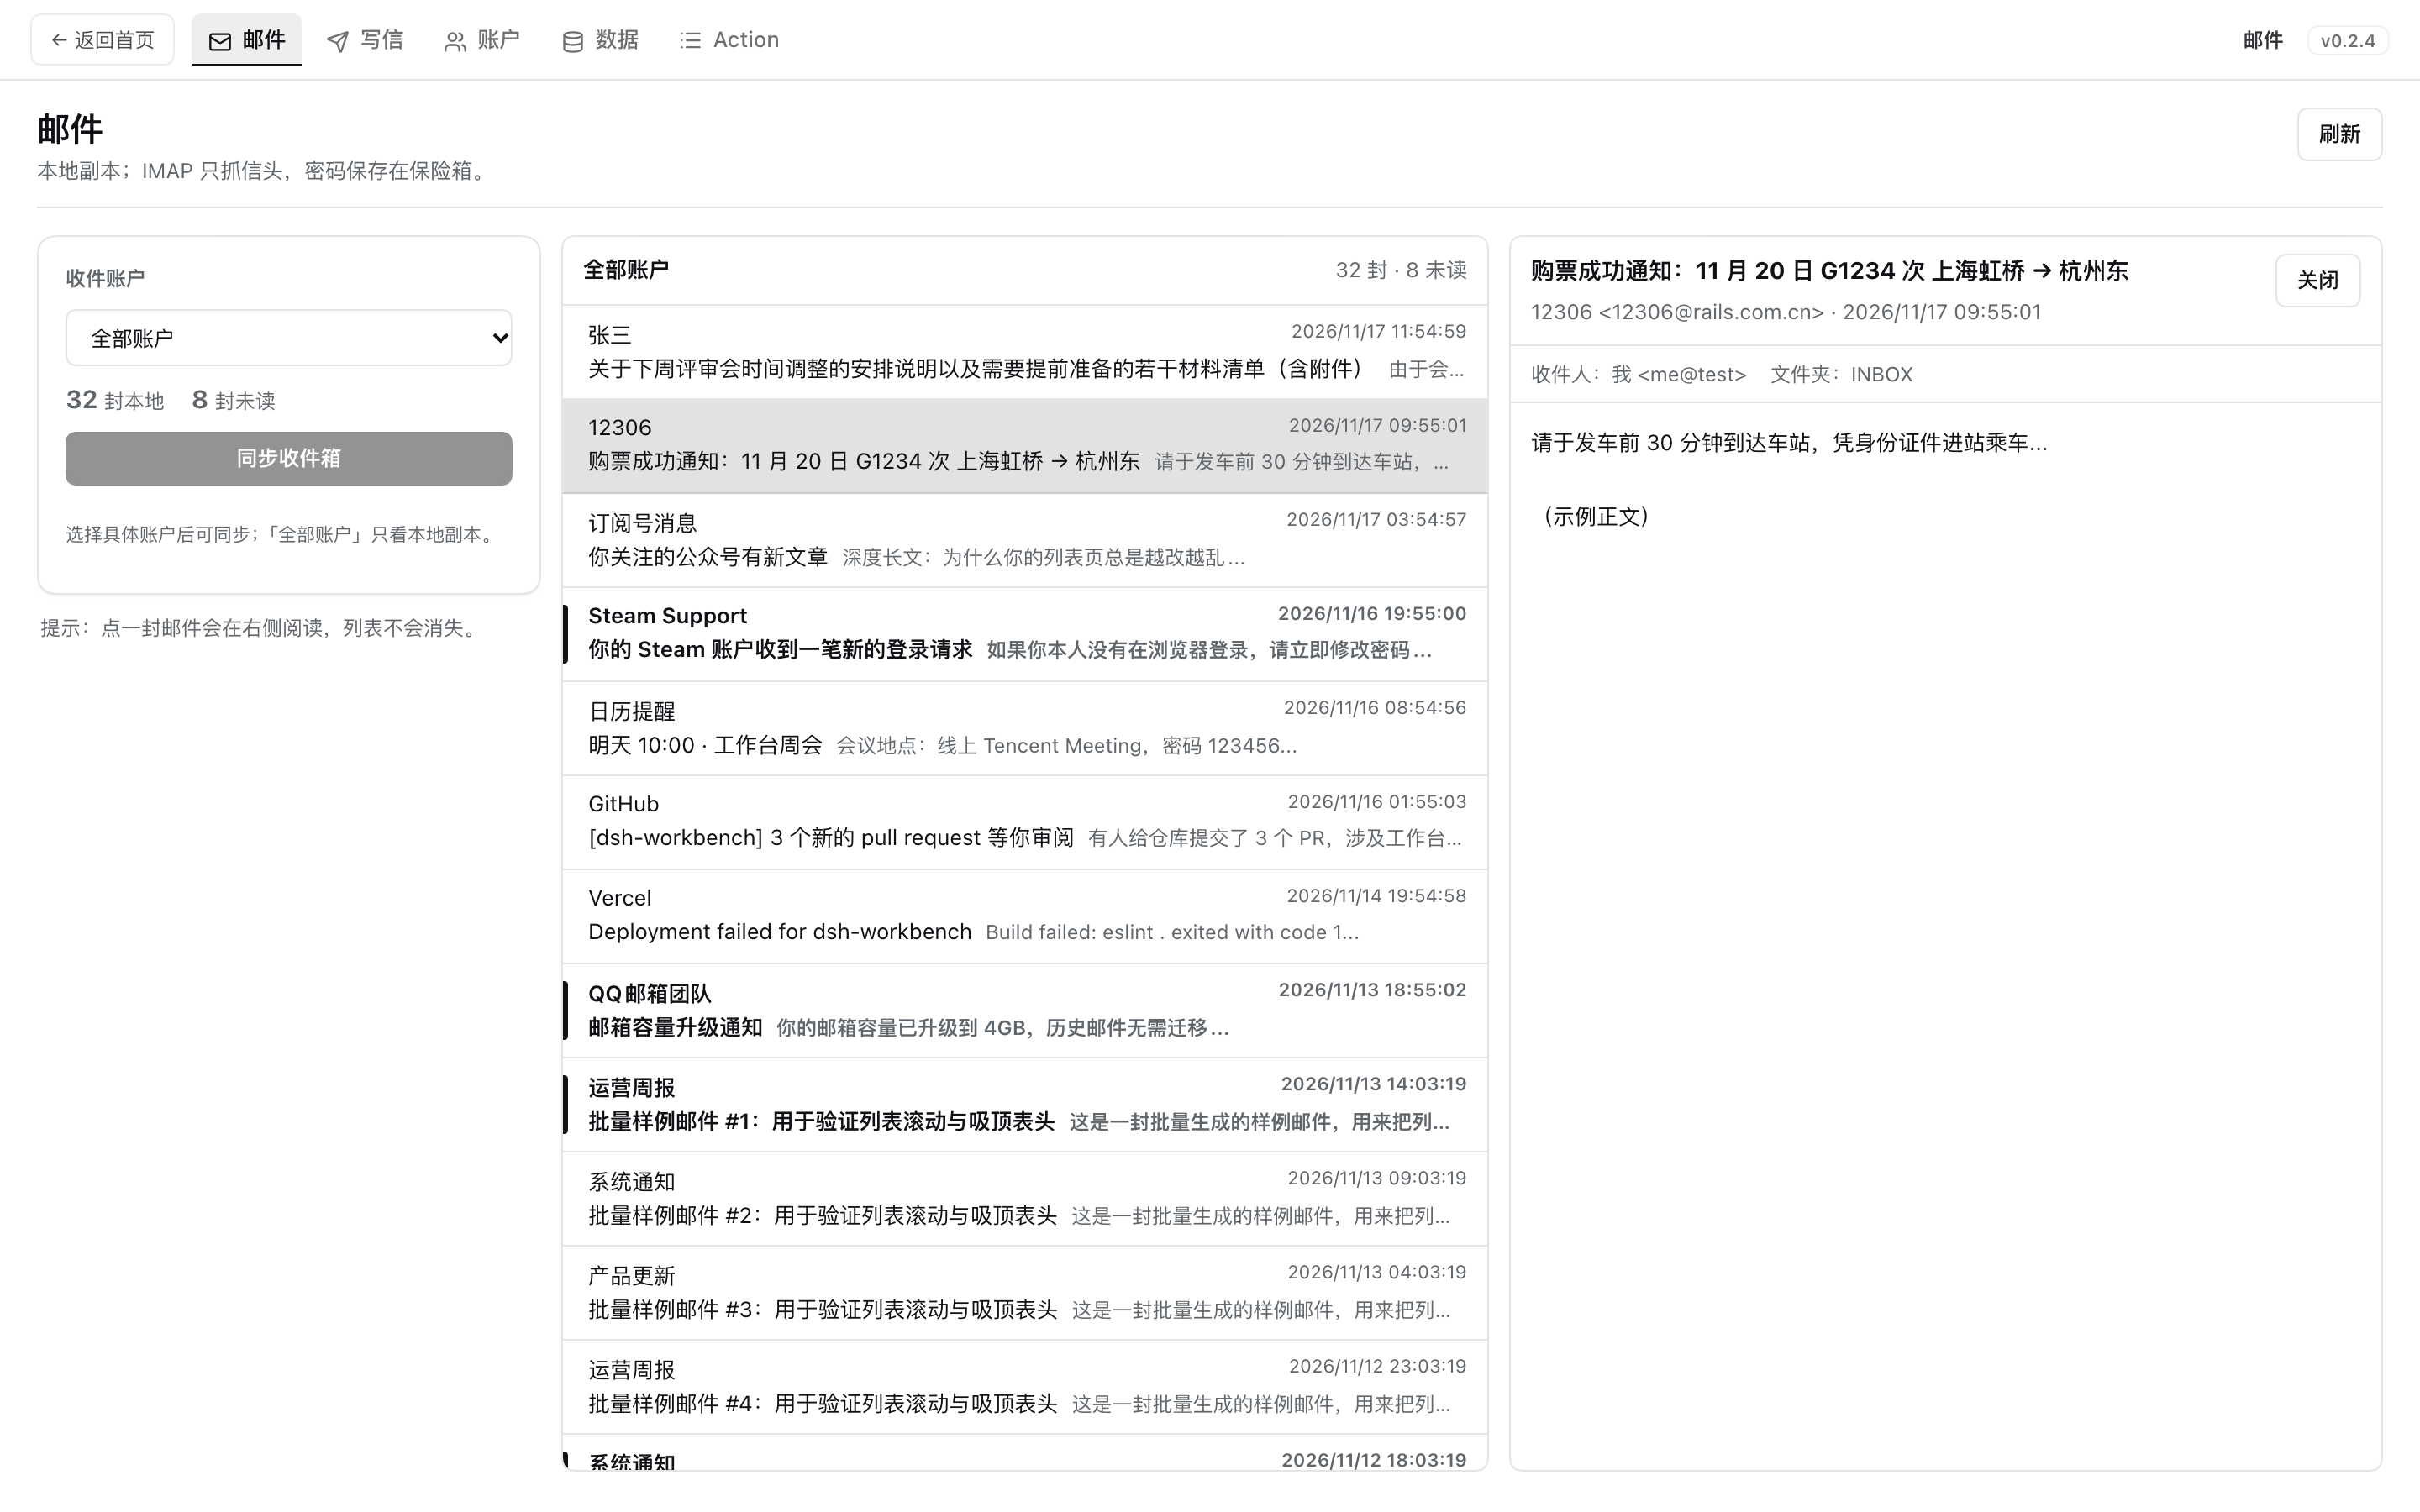 ← 返回首页
邮件
写信
账户
数据
Action
邮件
v0.2.4
邮件
刷新
本地副本；IMAP 只抓信头，密码保存在保险箱。
收件账户
全部账户
32 封本地 8 封未读
同步收件箱
选择具体账户后可同步；「全部账户」只看本地副本。
提示：点一封邮件会在右侧阅读，列表不会消失。
全部账户
32 封 · 8 未读
张三
2026/11/17 11:54:59
关于下周评审会时间调整的安排说明以及需要提前准备的若干材料清单（含附件） 由于会...
12306
2026/11/17 09:55:01
购票成功通知：11 月 20 日 G1234 次 上海虹桥 → 杭州东 请于发车前 30 分钟到达车站，...
订阅号消息
2026/11/17 03:54:57
你关注的公众号有新文章 深度长文：为什么你的列表页总是越改越乱...
Steam Support
2026/11/16 19:55:00
你的 Steam 账户收到一笔新的登录请求 如果你本人没有在浏览器登录，请立即修改密码...
日历提醒
2026/11/16 08:54:56
明天 10:00 · 工作台周会 会议地点：线上 Tencent Meeting，密码 123456...
GitHub
2026/11/16 01:55:03
[dsh-workbench] 3 个新的 pull request 等你审阅 有人给仓库提交了 3 个 PR，涉及工作台...
Vercel
2026/11/14 19:54:58
Deployment failed for dsh-workbench Build failed: eslint . exited with code 1...
QQ邮箱团队
2026/11/13 18:55:02
邮箱容量升级通知 你的邮箱容量已升级到 4GB，历史邮件无需迁移...
运营周报
2026/11/13 14:03:19
批量样例邮件 #1：用于验证列表滚动与吸顶表头 这是一封批量生成的样例邮件，用来把列...
系统通知
2026/11/13 09:03:19
批量样例邮件 #2：用于验证列表滚动与吸顶表头 这是一封批量生成的样例邮件，用来把列...
产品更新
2026/11/13 04:03:19
批量样例邮件 #3：用于验证列表滚动与吸顶表头 这是一封批量生成的样例邮件，用来把列...
运营周报
2026/11/12 23:03:19
批量样例邮件 #4：用于验证列表滚动与吸顶表头 这是一封批量生成的样例邮件，用来把列...
系统通知
2026/11/12 18:03:19
购票成功通知：11 月 20 日 G1234 次 上海虹桥 → 杭州东
关闭
12306 <12306@rails.com.cn> · 2026/11/17 09:55:01
收件人：我 <me@test> 文件夹：INBOX
请于发车前 30 分钟到达车站，凭身份证件进站乘车...
（示例正文）